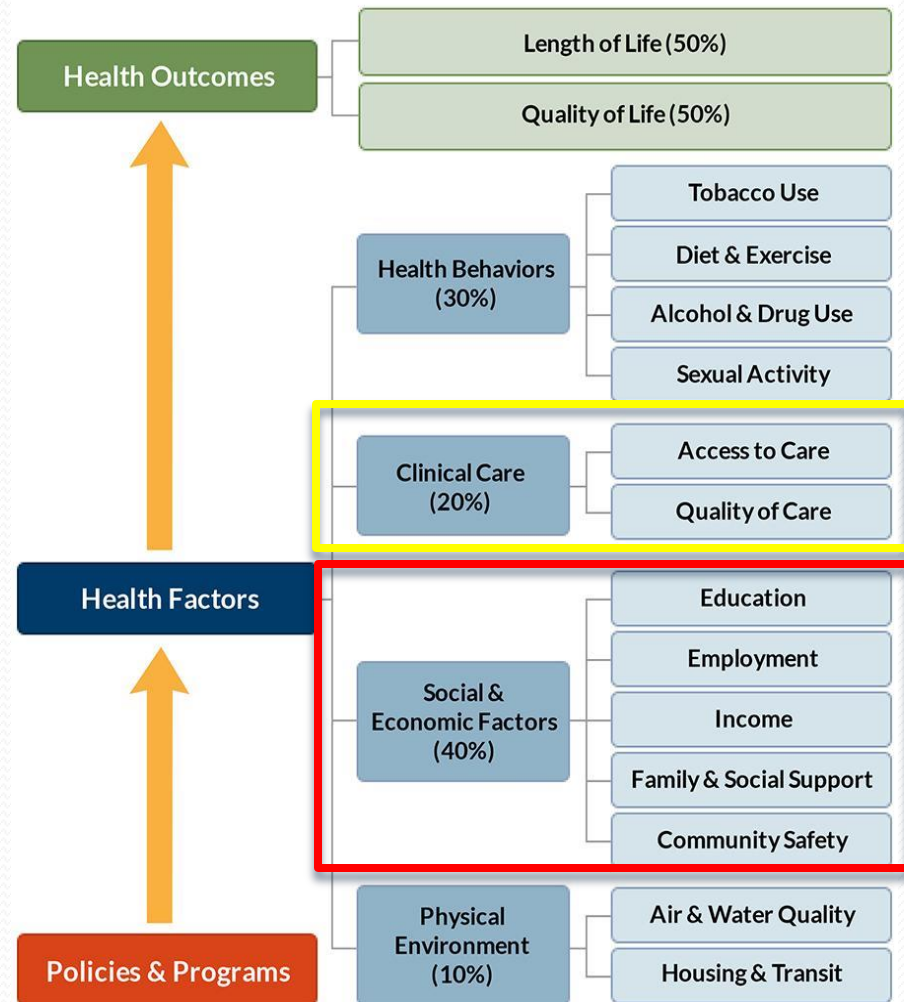 Health Outcomes
Length of Life (50%)
Quality of Life (50%)
Health Behaviors
(30%)
Tobacco Use
Diet & Exercise
Alcohol & Drug Use
Sexual Activity
Clinical Care
(20%)
Access to Care
Quality of Care
Health Factors
Social &
Economic Factors
(40%)
Education
Employment
Income
Family & Social Support
Community Safety
Physical
Environment
(10%)
Air & Water Quality
Housing & Transit
Policies & Programs